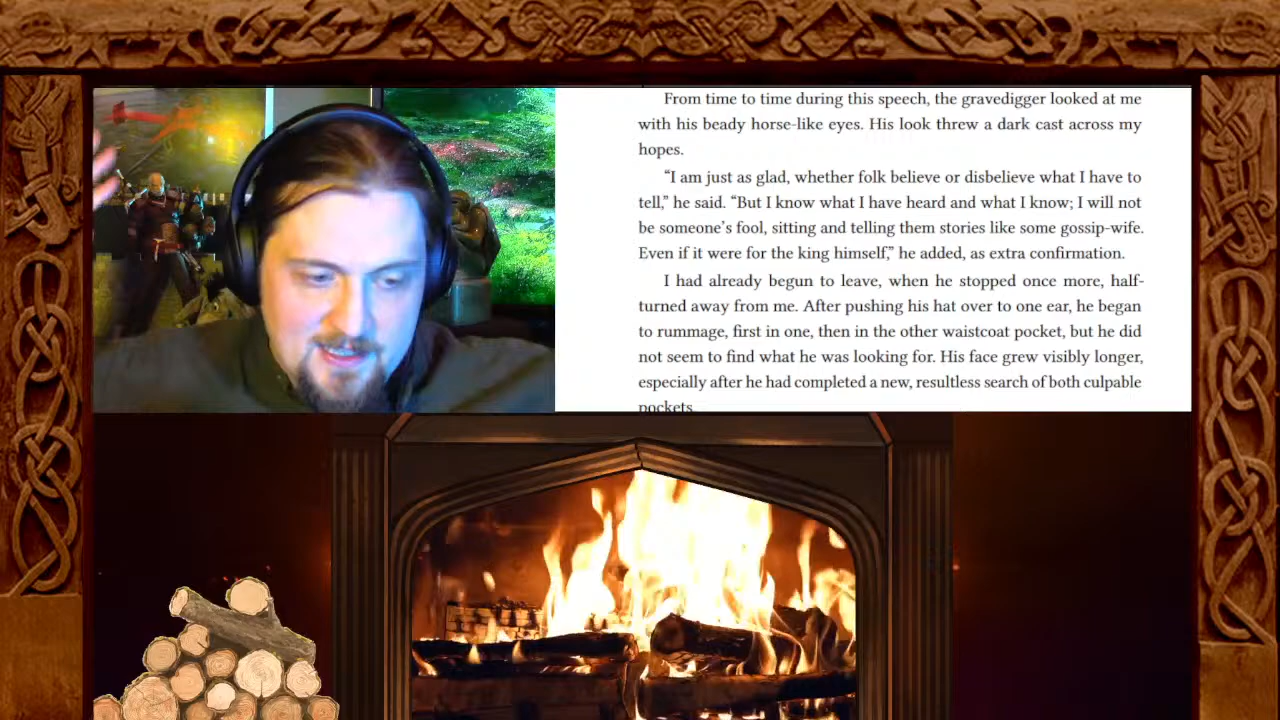 From time to time during this speech, the gravedigger looked at me
with his beady horse-like eyes. His look threw a dark cast across my
hopes.
“I am just as glad, whether folk believe or disbelieve what I have to
tell,” he said. “But I know what I have heard and what I know; I will not
be someone’s fool, sitting and telling them stories like some gossip-wife.
Even if it were for the king himself,” he added, as extra confirmation.
I had already begun to leave, when he stopped once more, half-
turned away from me. After pushing his hat over to one ear, he began
to rummage, first in one, then in the other waistcoat pocket, but he did
not seem to find what he was looking for. His face grew visibly longer,
especially after he had completed a new, resultless search of both culpable
pockets.